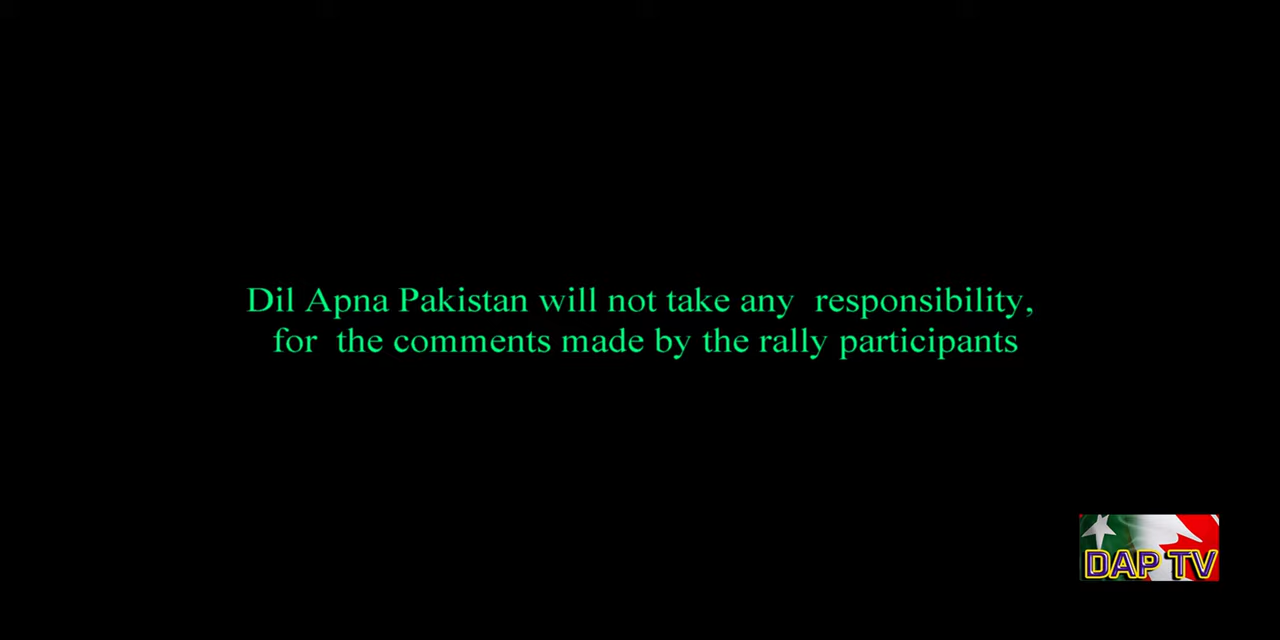 Dil Apna Pakistan will not take any  responsibility,
for  the comments made by the rally participants
DAP TV